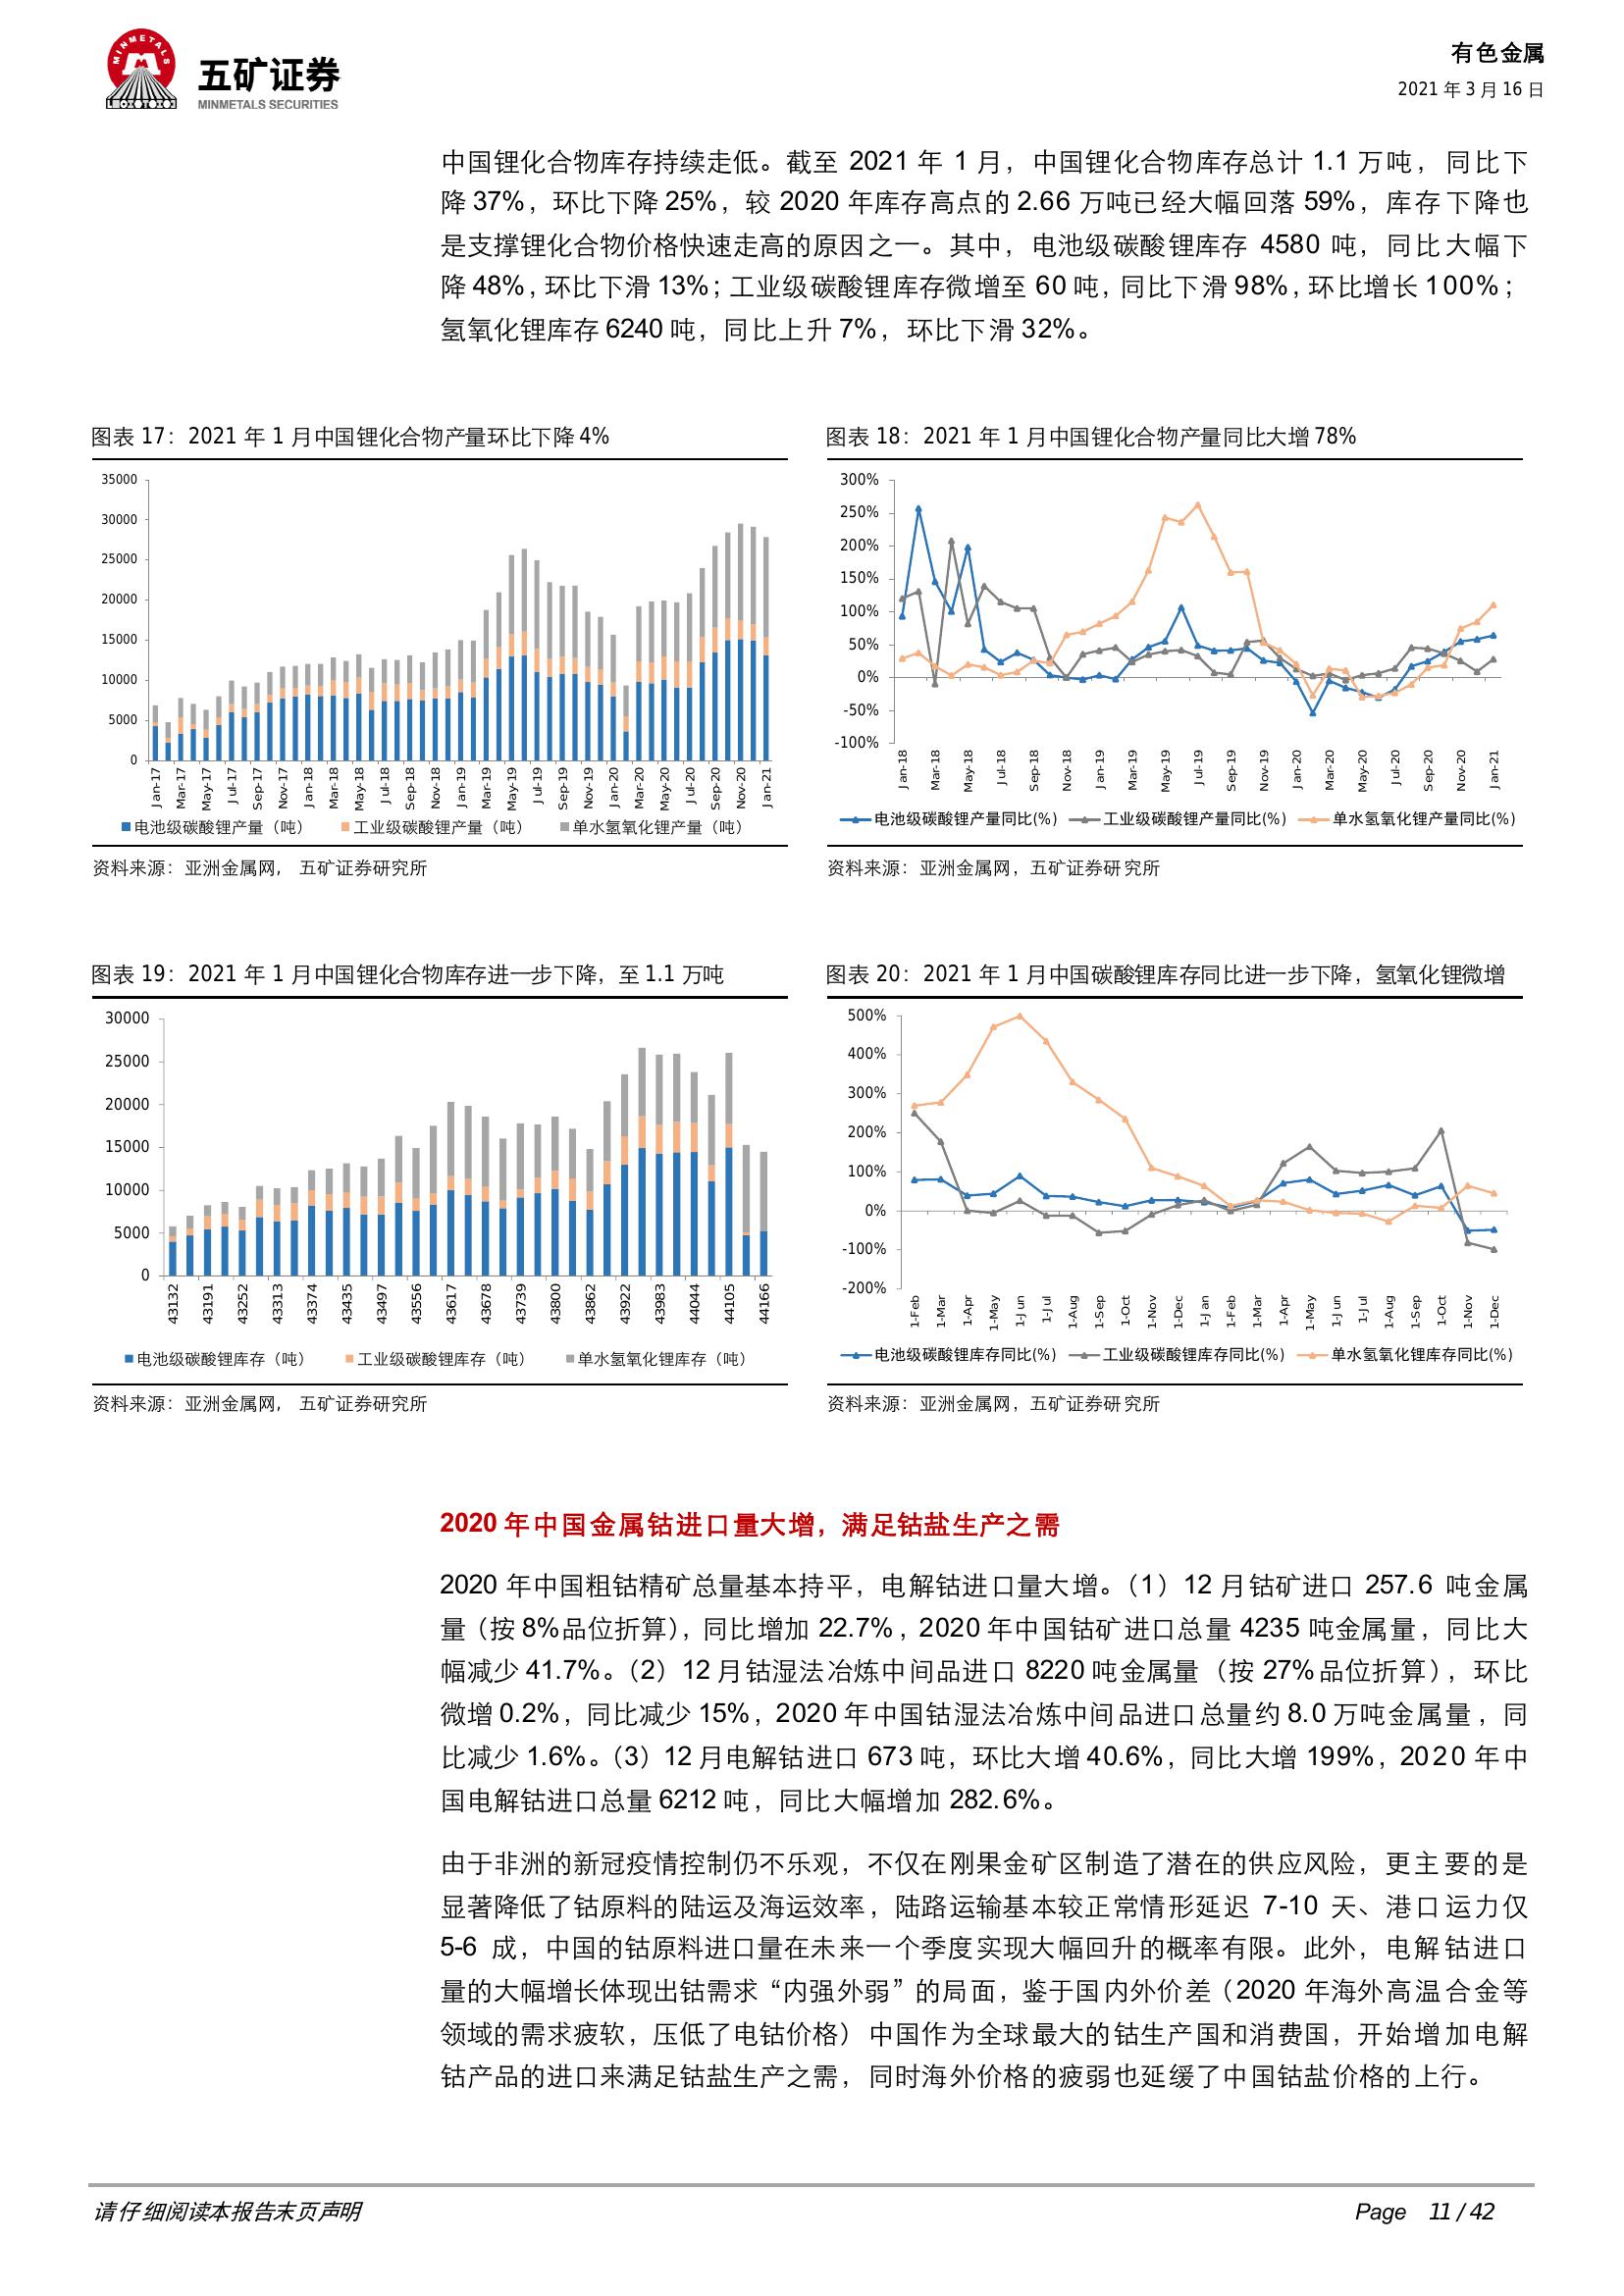 MINMETALS
五矿证券
MINMETALS SECURITIES
有色金属
2021 年 3 月 16 日
中国锂化合物库存持续走低。截至 2021 年 1 月，中国锂化合物库存总计 1.1 万吨，同比下
降 37%，环比下降 25%，较 2020 年库存高点的 2.66 万吨已经大幅回落 59%，库存下降也
是支撑锂化合物价格快速走高的原因之一。其中，电池级碳酸锂库存 4580 吨，同比大幅下
降 48%，环比下滑 13%；工业级碳酸锂库存微增至 60 吨，同比下滑 98%，环比增长 100%；
氢氧化锂库存 6240 吨，同比上升 7%，环比下滑 32%。
图表 17：2021 年 1 月中国锂化合物产量环比下降 4%
35000
30000
25000
20000
15000
10000
5000
0
Jan-17 Mar-17 May-17 Jul-17 Sep-17 Nov-17 Jan-18 Mar-18 May-18 Jul-18 Sep-18 Nov-18 Jan-19 Mar-19 May-19 Jul-19 Sep-19 Nov-19 Jan-20 Mar-20 May-20 Jul-20 Sep-20 Nov-20 Jan-21
电池级碳酸锂产量（吨） 工业级碳酸锂产量（吨） 单水氢氧化锂产量（吨）
资料来源：亚洲金属网， 五矿证券研究所
图表 18：2021 年 1 月中国锂化合物产量同比大增 78%
300%
250%
200%
150%
100%
50%
0%
-50%
-100%
Jan-18 Mar-18 May-18 Jul-18 Sep-18 Nov-18 Jan-19 Mar-19 May-19 Jul-19 Sep-19 Nov-19 Jan-20 Mar-20 May-20 Jul-20 Sep-20 Nov-20 Jan-21
电池级碳酸锂产量同比(%) 工业级碳酸锂产量同比(%) 单水氢氧化锂产量同比(%)
资料来源：亚洲金属网，五矿证券研究所
图表 19：2021 年 1 月中国锂化合物库存进一步下降，至 1.1 万吨
30000
25000
20000
15000
10000
5000
0
43132 43191 43252 43313 43374 43435 43497 43556 43617 43678 43739 43800 43862 43922 43983 44044 44105 44166
电池级碳酸锂库存（吨） 工业级碳酸锂库存（吨） 单水氢氧化锂库存（吨）
资料来源：亚洲金属网， 五矿证券研究所
图表 20：2021 年 1 月中国碳酸锂库存同比进一步下降，氢氧化锂微增
500%
400%
300%
200%
100%
0%
-100%
-200%
1-Feb 1-Mar 1-Apr 1-May 1-Jun 1-Jul 1-Aug 1-Sep 1-Oct 1-Nov 1-Dec 1-Jan 1-Feb 1-Mar 1-Apr 1-May 1-Jun 1-Jul 1-Aug 1-Sep 1-Oct 1-Nov 1-Dec
电池级碳酸锂库存同比(%) 工业级碳酸锂库存同比(%) 单水氢氧化锂库存同比(%)
资料来源：亚洲金属网，五矿证券研究所
2020 年中国金属钴进口量大增，满足钴盐生产之需
2020 年中国粗钴精矿总量基本持平，电解钴进口量大增。（1）12 月钴矿进口 257.6 吨金属
量（按 8%品位折算），同比增加 22.7%，2020 年中国钴矿进口总量 4235 吨金属量，同比大
幅减少 41.7%。（2）12 月钴湿法冶炼中间品进口 8220 吨金属量（按 27%品位折算），环比
微增 0.2%，同比减少 15%，2020 年中国钴湿法冶炼中间品进口总量约 8.0 万吨金属量，同
比减少 1.6%。（3）12 月电解钴进口 673 吨，环比大增 40.6%，同比大增 199%，2020 年中
国电解钴进口总量 6212 吨，同比大幅增加 282.6%。
由于非洲的新冠疫情控制仍不乐观，不仅在刚果金矿区制造了潜在的供应风险，更主要的是
显著降低了钴原料的陆运及海运效率，陆路运输基本较正常情形延迟 7-10 天、港口运力仅
5-6 成，中国的钴原料进口量在未来一个季度实现大幅回升的概率有限。此外，电解钴进口
量的大幅增长体现出钴需求“内强外弱”的局面，鉴于国内外价差（2020 年海外高温合金等
领域的需求疲软，压低了电钴价格）中国作为全球最大的钴生产国和消费国，开始增加电解
钴产品的进口来满足钴盐生产之需，同时海外价格的疲弱也延缓了中国钴盐价格的上行。
请仔细阅读本报告末页声明
Page 11 / 42